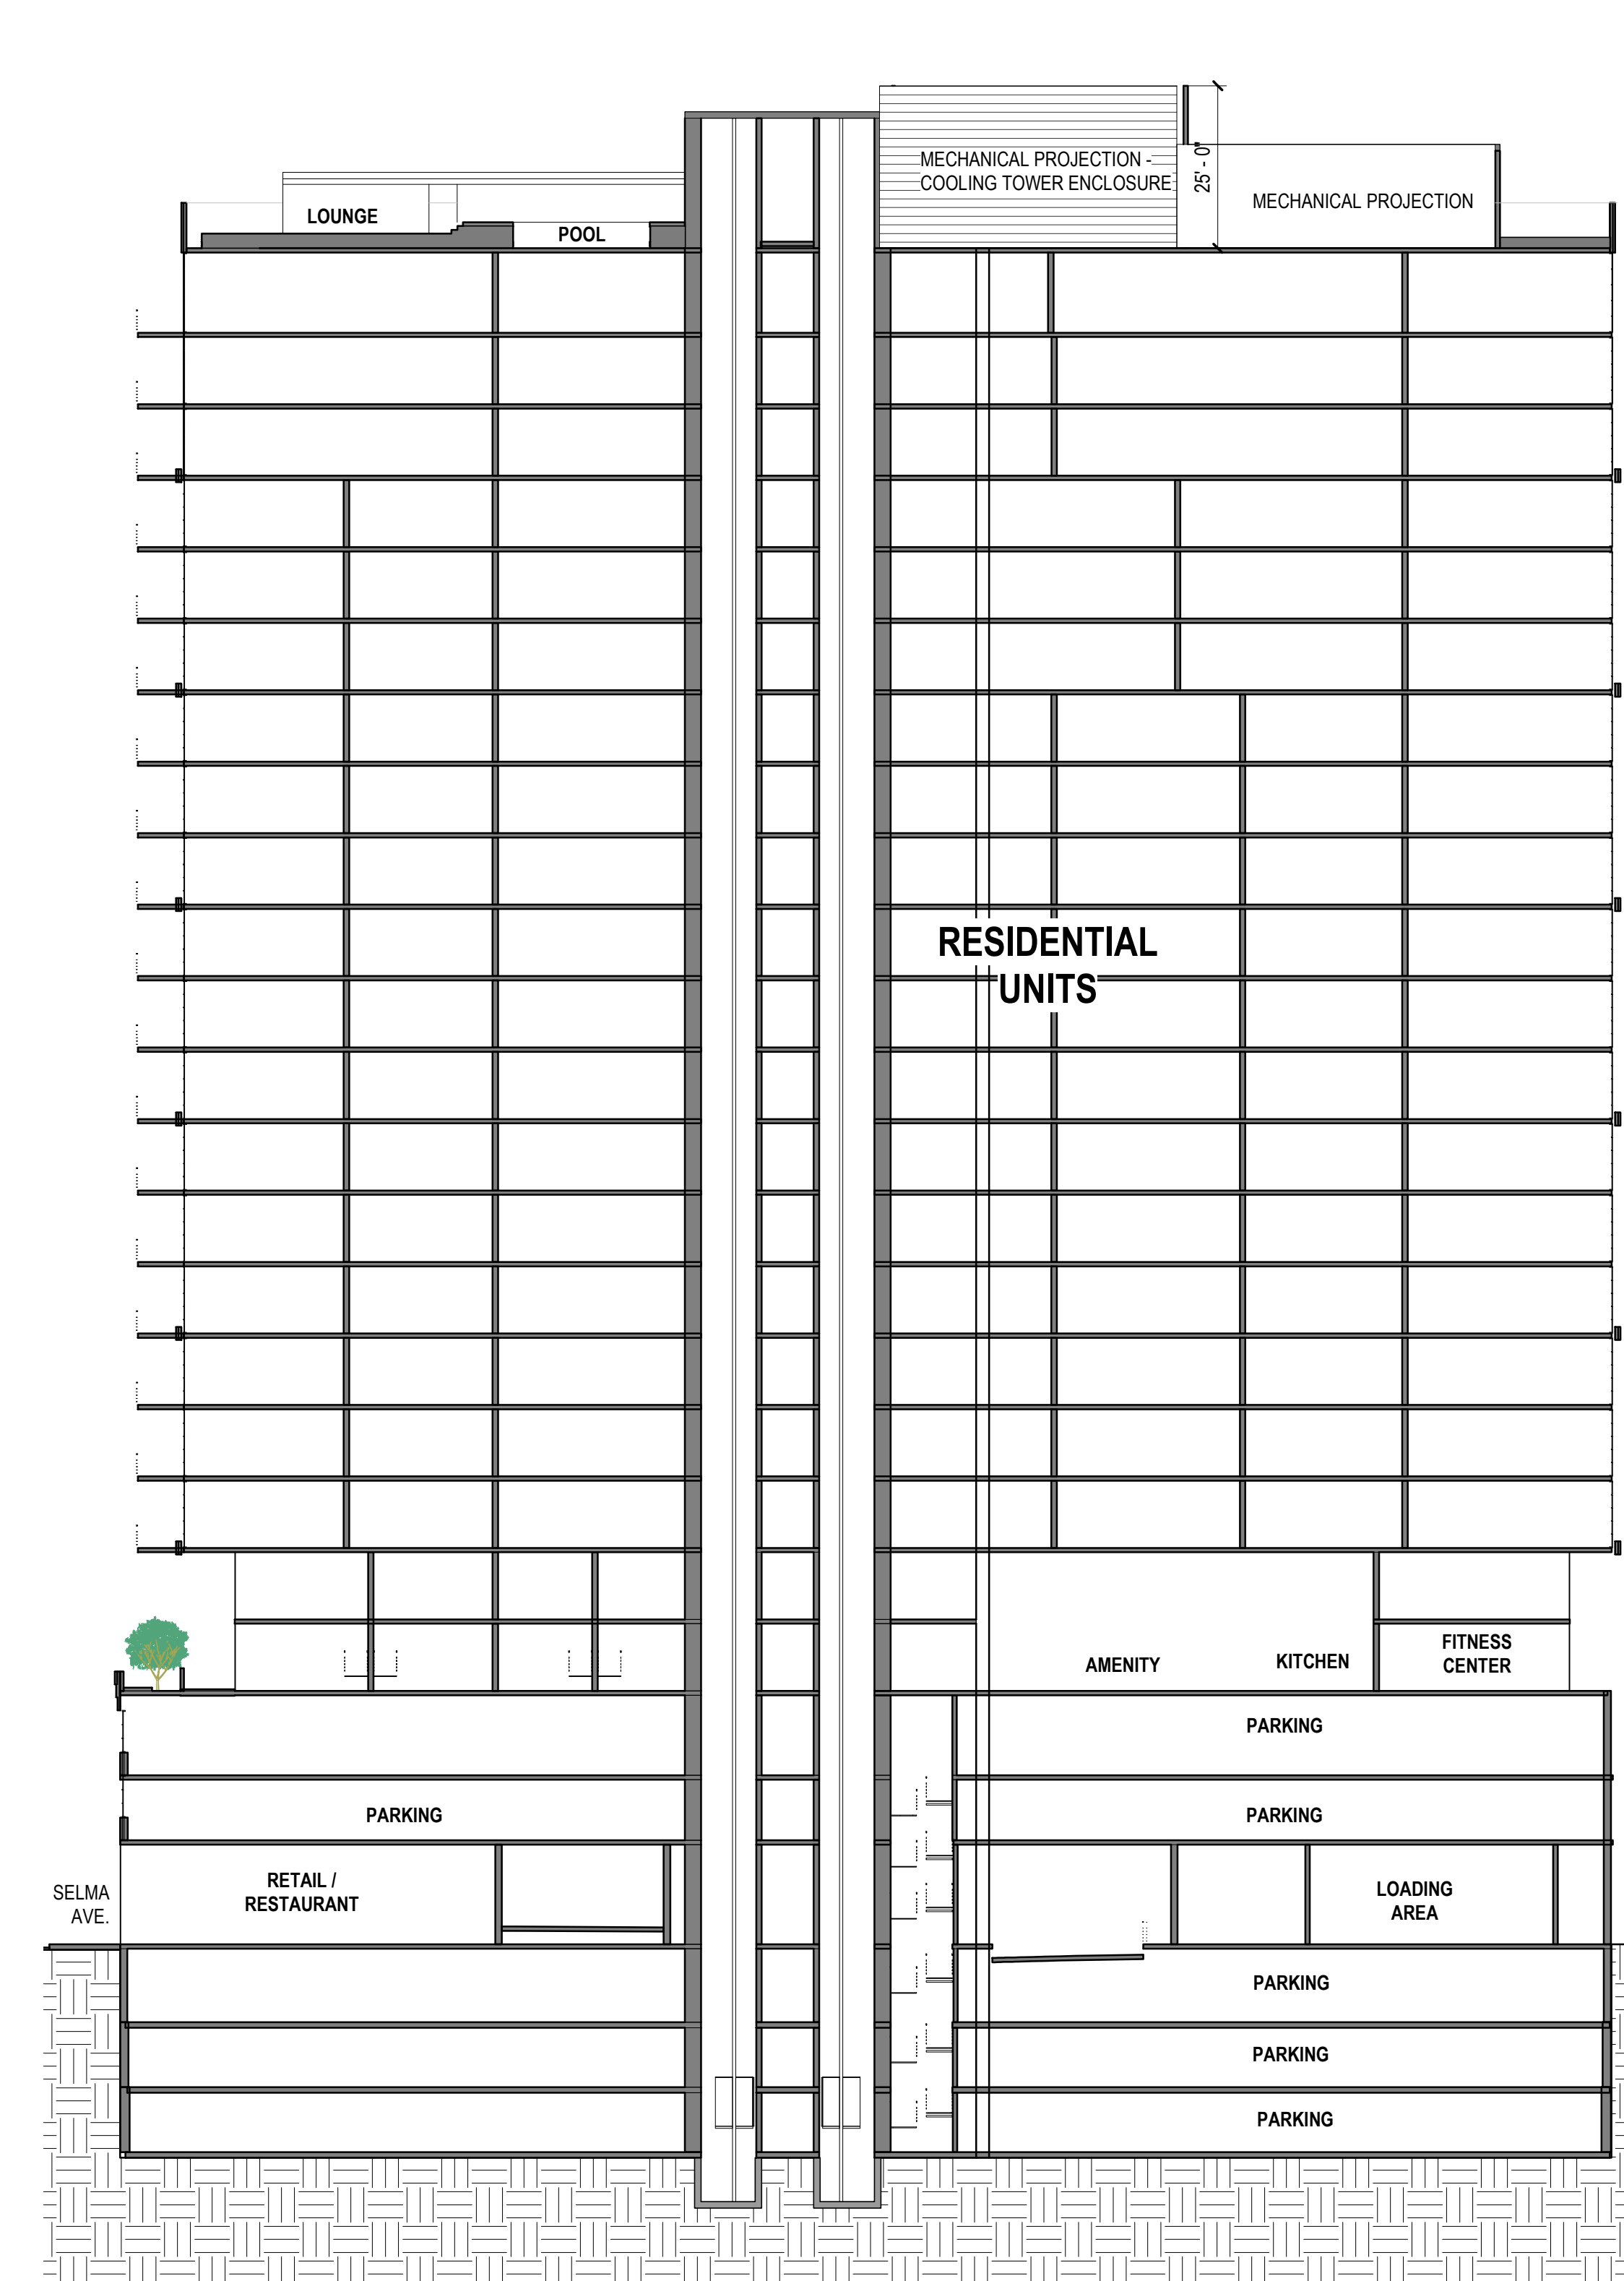 MECHANICAL PROJECTION -
COOLING TOWER ENCLOSURE
25' - 0"
MECHANICAL PROJECTION
LOUNGE
POOL
RESIDENTIAL
UNITS
AMENITY
KITCHEN
FITNESS
CENTER
PARKING
PARKING
PARKING
SELMA
AVE.
RETAIL /
RESTAURANT
LOADING
AREA
PARKING
PARKING
PARKING